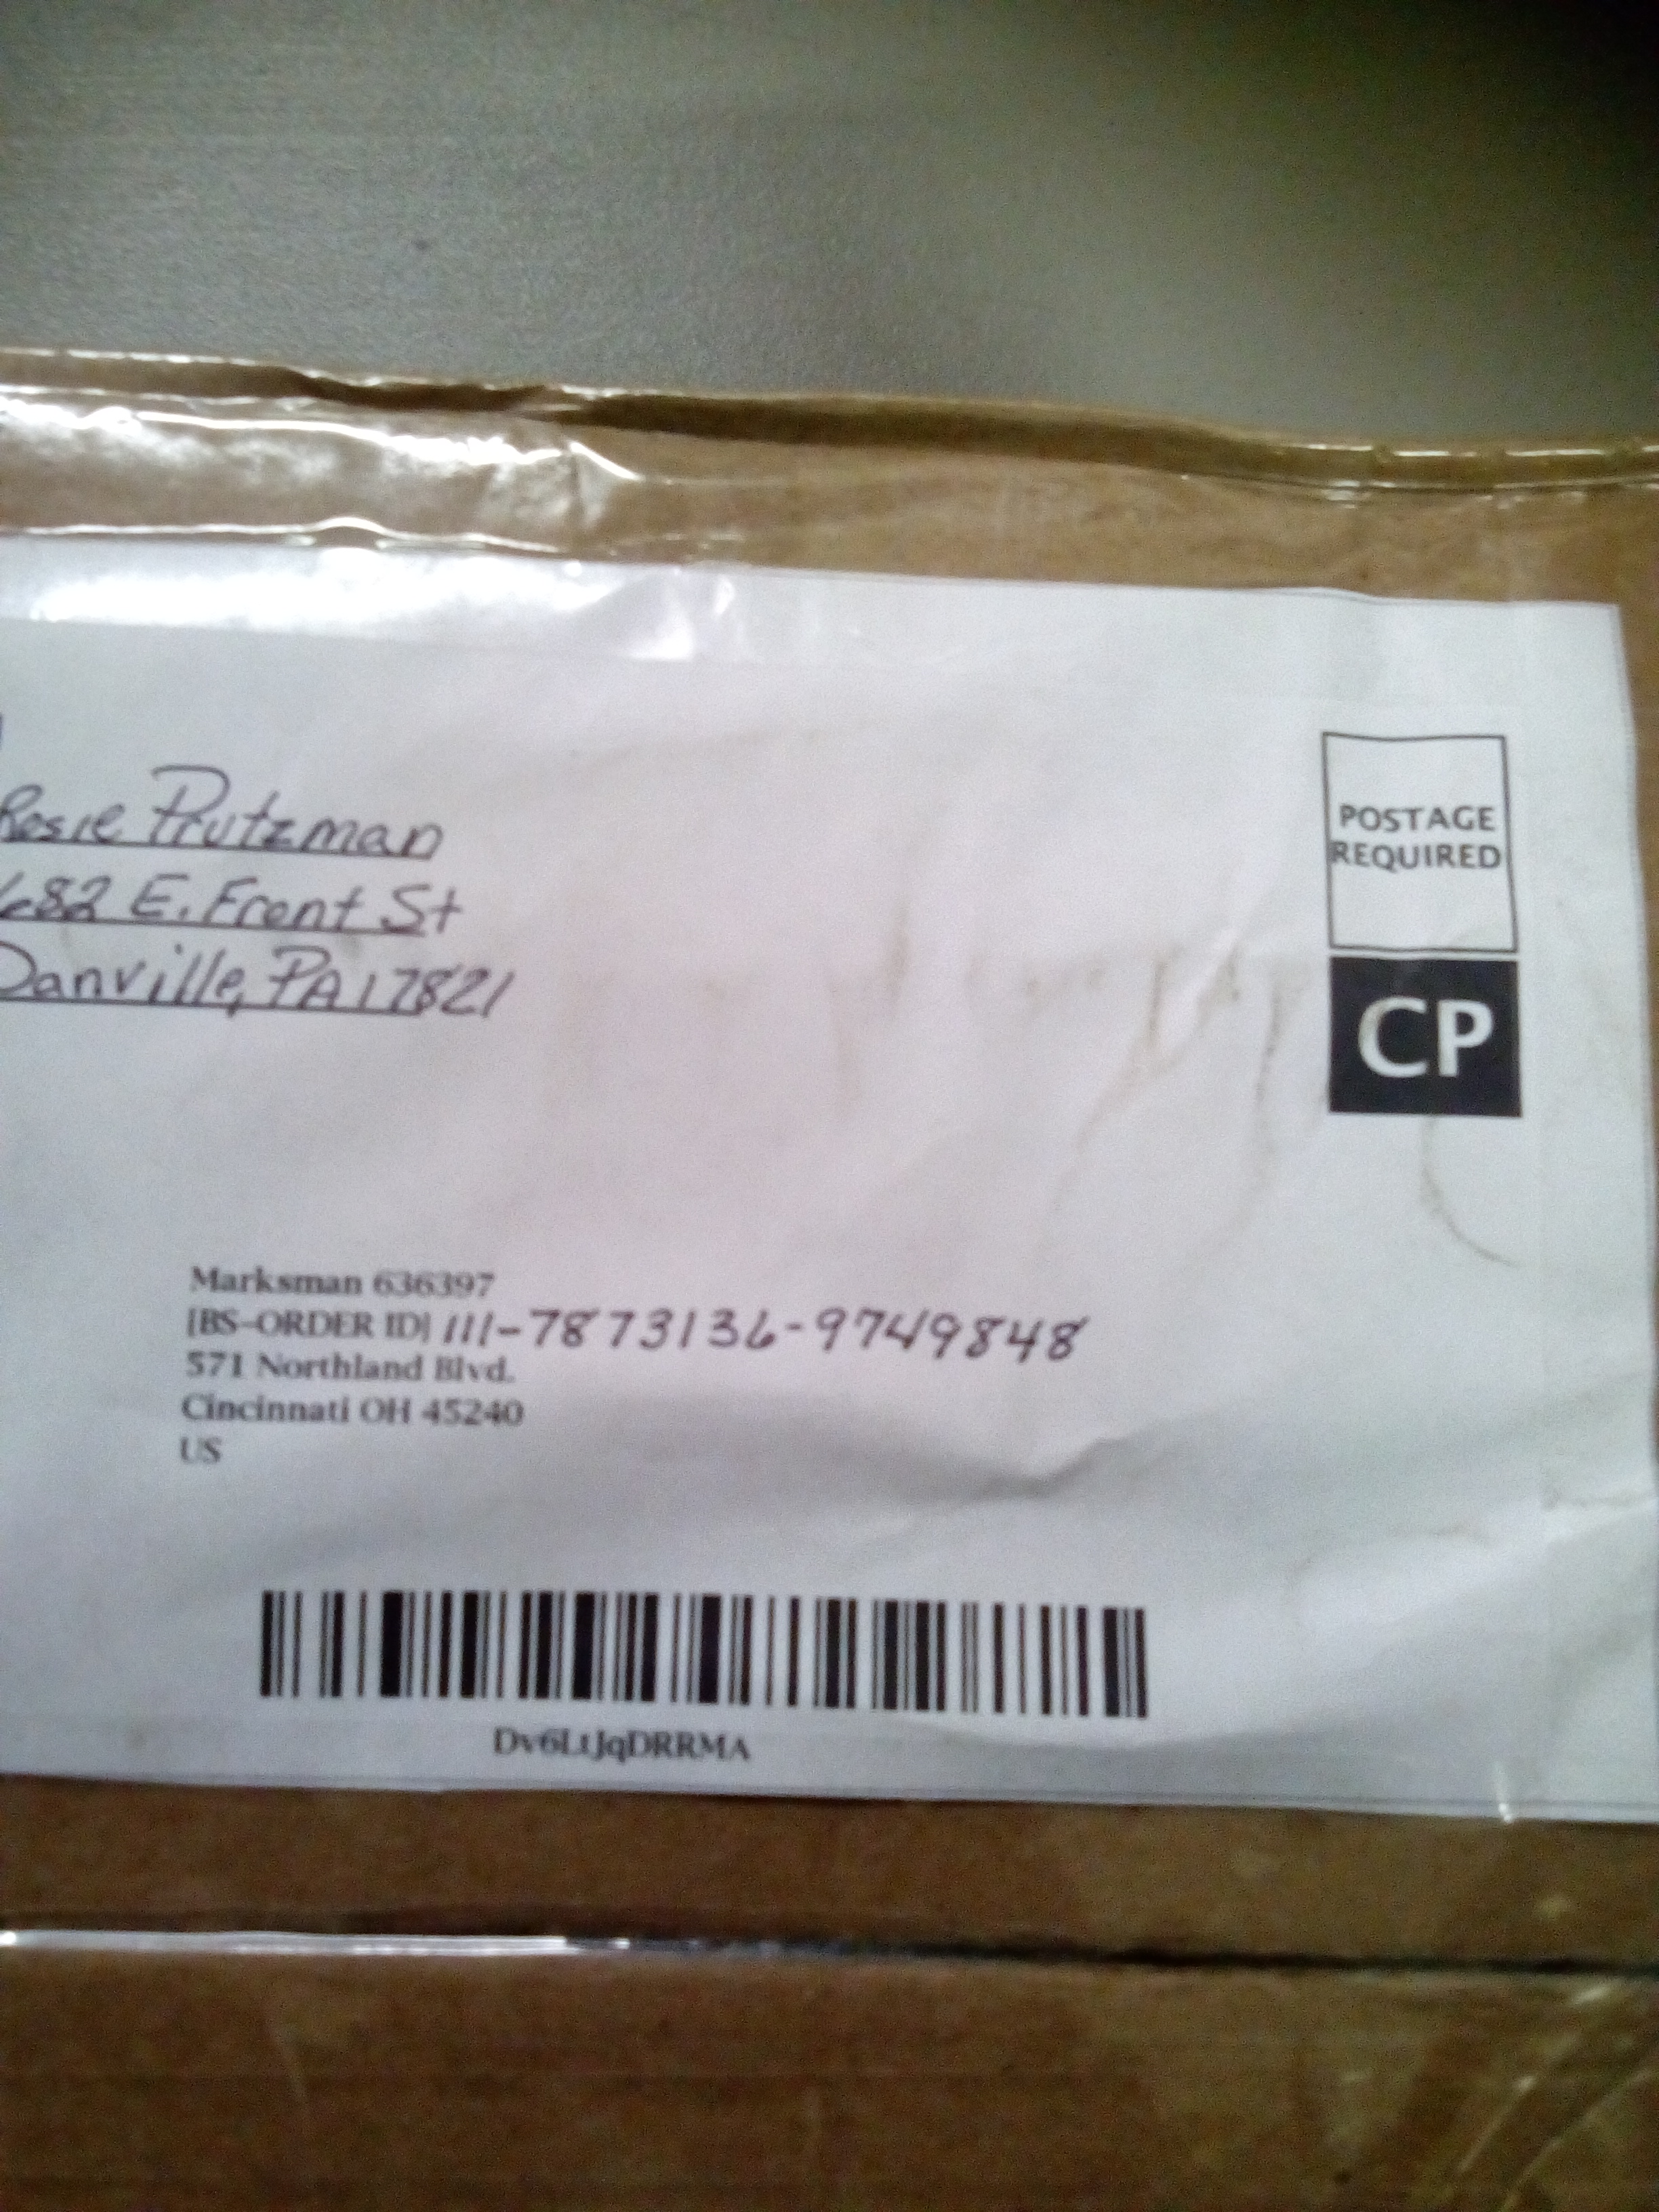 Rosie Prutzman
682 E. Front St
Danville, PA 17821
POSTAGE
REQUIRED
CP
Marksman 636397
[BS-ORDER ID] 111-7873136-9749848
571 Northland Blvd.
Cincinnati OH 45240
US
Dv6LtJqDRRMA